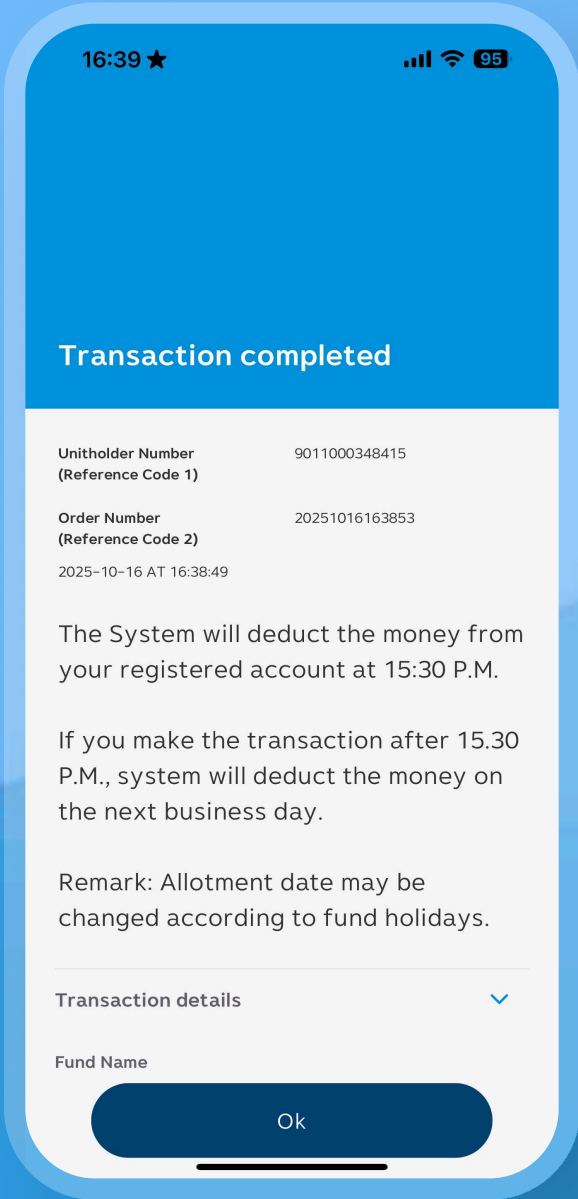 16:39
95
Transaction completed
Unitholder Number 9011000348415
(Reference Code 1)
Order Number 20251016163853
(Reference Code 2)
2025-10-16 AT 16:38:49
The System will deduct the money from
your registered account at 15:30 P.M.
If you make the transaction after 15.30
P.M., system will deduct the money on
the next business day.
Remark: Allotment date may be
changed according to fund holidays.
Transaction details
Fund Name
Ok